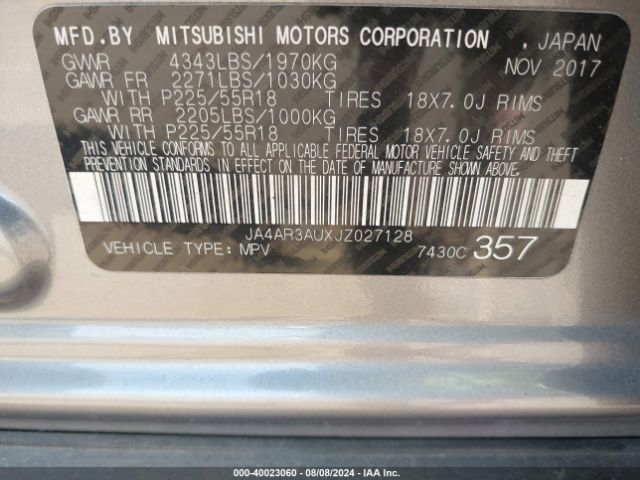 MFD.BY MITSUBISHI MOTORS CORPORATION , JAPAN
GVWR 4343LBS/1970KG NOV 2017
GAWR FR 2271LBS/1030KG
WITH P225/55R18 TIRES 18X7.0J RIMS
GAWR RR 2205LBS/1000KG
WITH P225/55R18 TIRES 18X7.0J RIMS
THIS VEHICLE CONFORMS TO ALL APPLICABLE FEDERAL MOTOR VEHICLE SAFETY AND THEFT
PREVENTION STANDARDS IN EFFECT ON THE DATE OF MANUFACTURE SHOWN ABOVE.
JA4AR3AUXJZ027128
VEHICLE TYPE: MPV 7430C 357
000-40023060 - 08/08/2024 - IAA Inc.